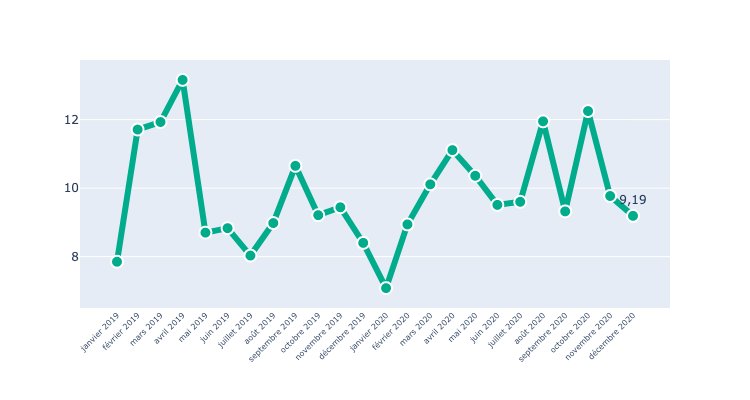 12
10
8
9,19
janvier 2019
février 2019
mars 2019
avril 2019
mai 2019
juin 2019
juillet 2019
août 2019
septembre 2019
octobre 2019
novembre 2019
décembre 2019
janvier 2020
février 2020
mars 2020
avril 2020
mai 2020
juin 2020
juillet 2020
août 2020
septembre 2020
octobre 2020
novembre 2020
décembre 2020